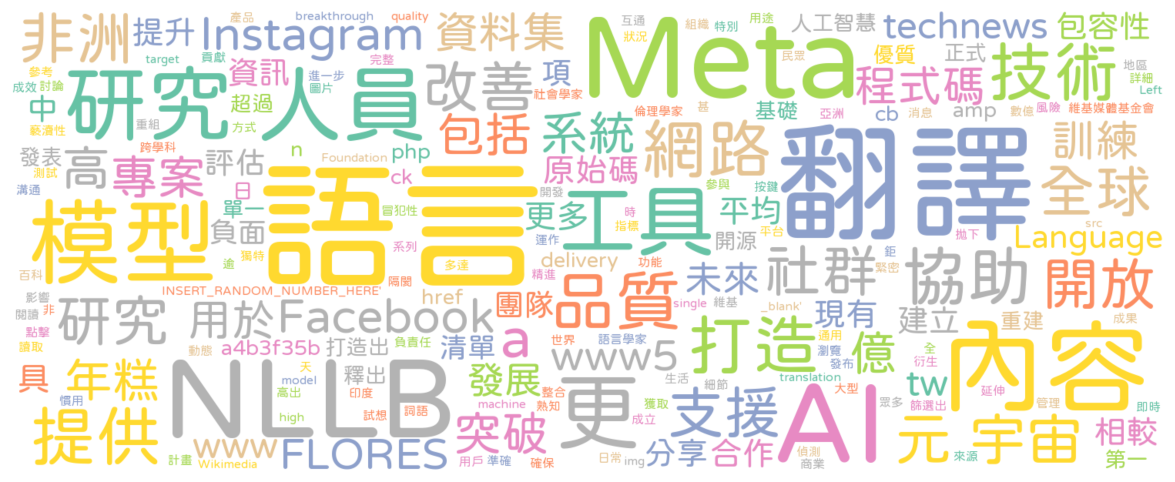 互通 組織 特別 用途 人工智慧
產品 breakthrough quality
非洲 提升 Instagram 資料集 Meta technews 包容性
target 貢獻 完整 狀況 民眾 優質 正式 地區
參考 資訊 進一步 項 程式碼 技術 詳細
成效 討論 圖片 社會學家 Left
中 研究 人員 改善 超過 倫理學家 基礎 甚 亞洲 cb 消息 amp 數億 風險 維基媒體基金會
藝瀆性 重組 方式 包括 系統 網路 翻譯 訓練
跨學科
發表 高 專案 評估 n Foundation php 原始碼 全球
測試 日 ck 開發 參與 按鍵
溝通 單一 冒犯性 更多 工具 平均 時 指標 平台 src
模型 語言 負面 獨特 系列 運作 開源 拋下 Language
百科 逾 隔閡 多達 delivery 精進 功能 社群 鉅 緊密 協助 開放
影響 非 INSERT_RANDOM_NUMBER_HERE' href 團隊 品質 未來 single 維基 _blank' 現有 建立 重建 成果
閱讀 研究 用於 Facebook
點擊 a4b3f35b 打造出 負責任 清單 a 語言學家 世界 www5 打造 通用 瀏覽 發布 億 全 衍生 內容
讀取 動態 天
具 年糕 NLLB 釋出 model 印度 發展 整合 更 生活 細節 translation 大型 tw 延伸
慣用 高出 試想 詞語 machine 熟知 成立 獲取 支援 AI 眾多 篩選出 管理 即時
提供 www high 突破 元 宇宙 相較
計畫 Wikimedia FLORES 用戶 準確 確保 日常 img 分享 合作 偵測 商業 來源 第一